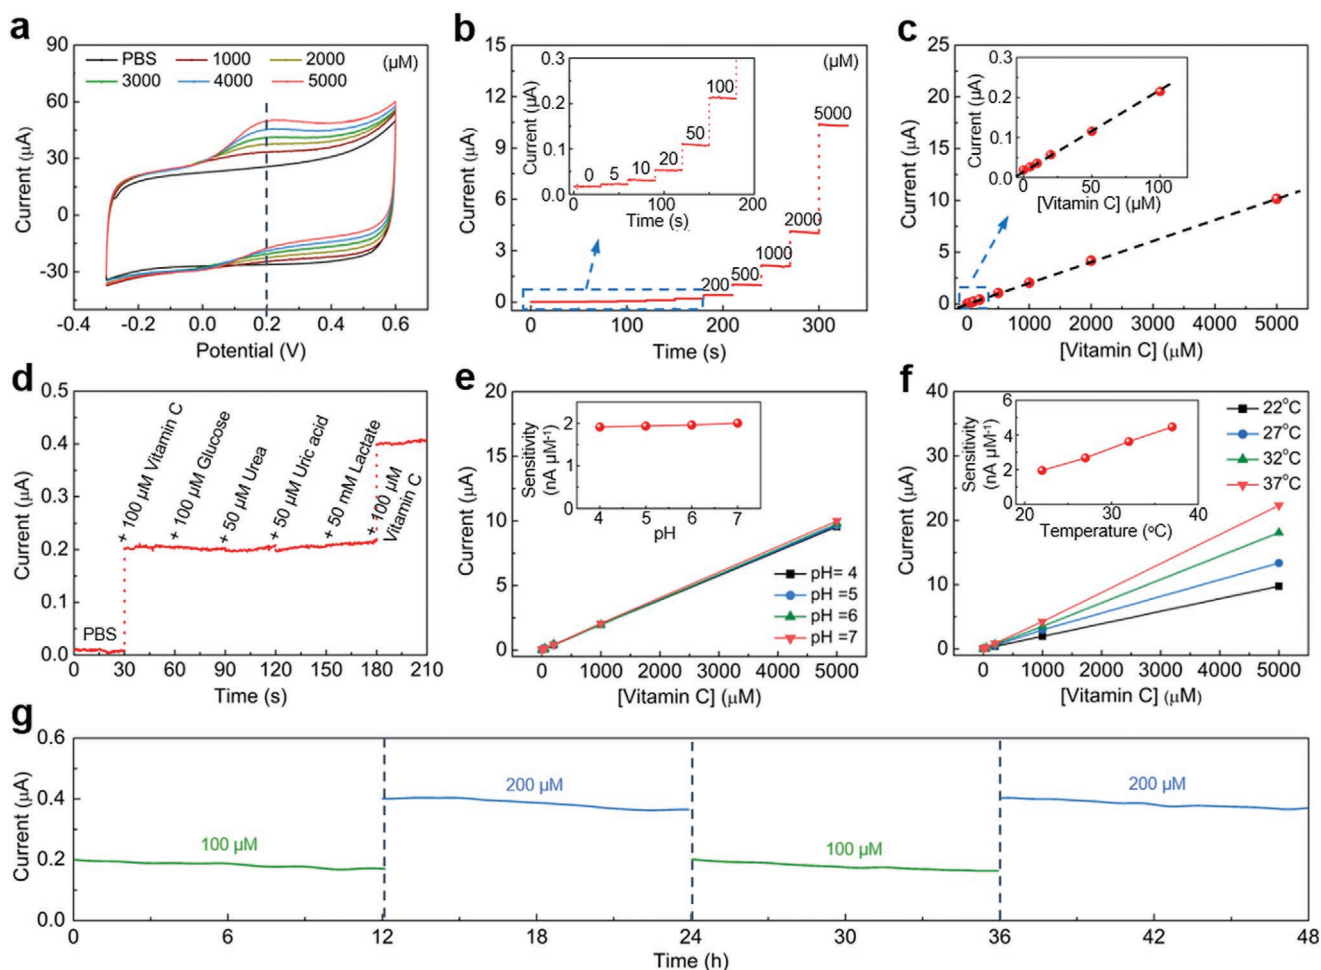 a
90
60
30
0
-30
-60
Current (µA)
PBS 1000 2000 (µM)
3000 4000 5000
-0.4 -0.2 0.0 0.2 0.4 0.6
Potential (V)
b
15
12
9
6
3
0
Current (µA)
(µM)
0.3
0.2
0.1
0.0
Current (µA)
0 5 10 20 50 100
0 100 200
Time (s)
200 500 1000 2000 5000
0 100 200 300
Time (s)
c
25
20
15
10
5
0
Current (µA)
0.3
0.2
0.1
0.0
Current (µA)
0 50 100
[Vitamin C] (µM)
0 1000 2000 3000 4000 5000
[Vitamin C] (µM)
d
0.5
0.4
0.3
0.2
0.1
0.0
Current (µA)
PBS
+ 100 µM Vitamin C
+ 100 µM Glucose
+ 50 µM Urea
+ 50 µM Uric acid
+ 50 mM Lactate
+ 100 µM
Vitamin C
0 30 60 90 120 150 180 210
Time (s)
e
20
15
10
5
0
Current (µA)
Sensitivity
(nA µM⁻¹)
2
1
0
4 5 6 7
pH
pH= 4
pH =5
pH =6
pH =7
0 1000 2000 3000 4000 5000
[Vitamin C] (µM)
f
40
30
20
10
0
Current (µA)
Sensitivity
(nA µM⁻¹)
6
4
2
0
20 30 40
Temperature (°C)
22°C
27°C
32°C
37°C
0 1000 2000 3000 4000 5000
[Vitamin C] (µM)
g
0.6
0.4
0.2
0.0
Current (µA)
100 µM
200 µM
100 µM
200 µM
0 6 12 18 24 30 36 42 48
Time (h)